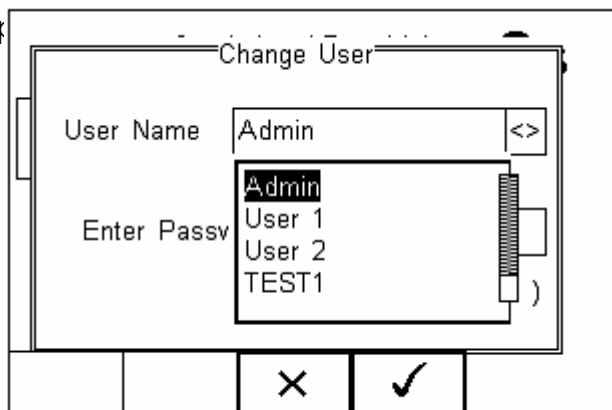 Change User
User Name Admin <>
Admin
Enter Passv User 1
User 2
TEST1
)